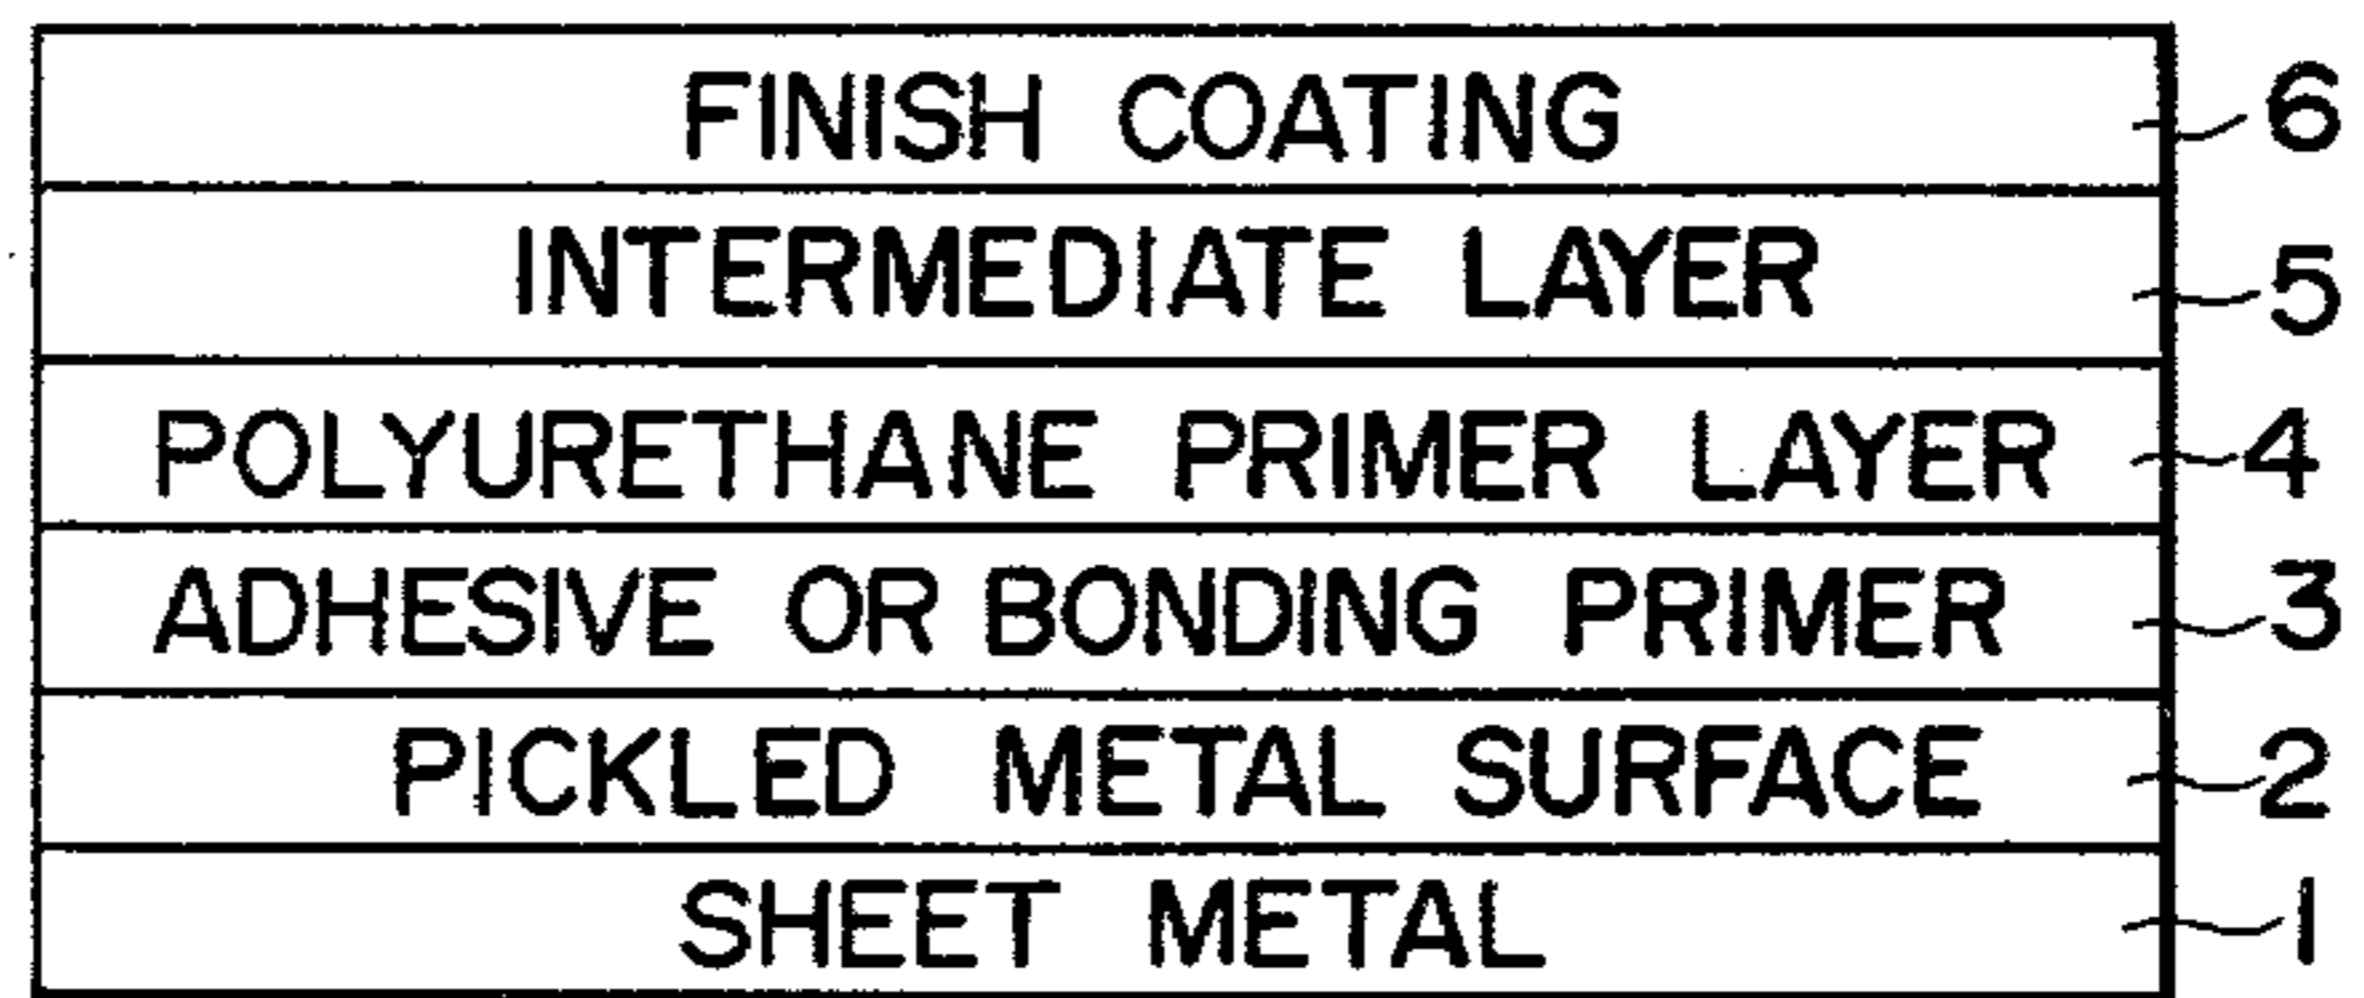 FINISH COATING 6
INTERMEDIATE LAYER 5
POLYURETHANE PRIMER LAYER 4
ADHESIVE OR BONDING PRIMER 3
PICKLED METAL SURFACE 2
SHEET METAL 1